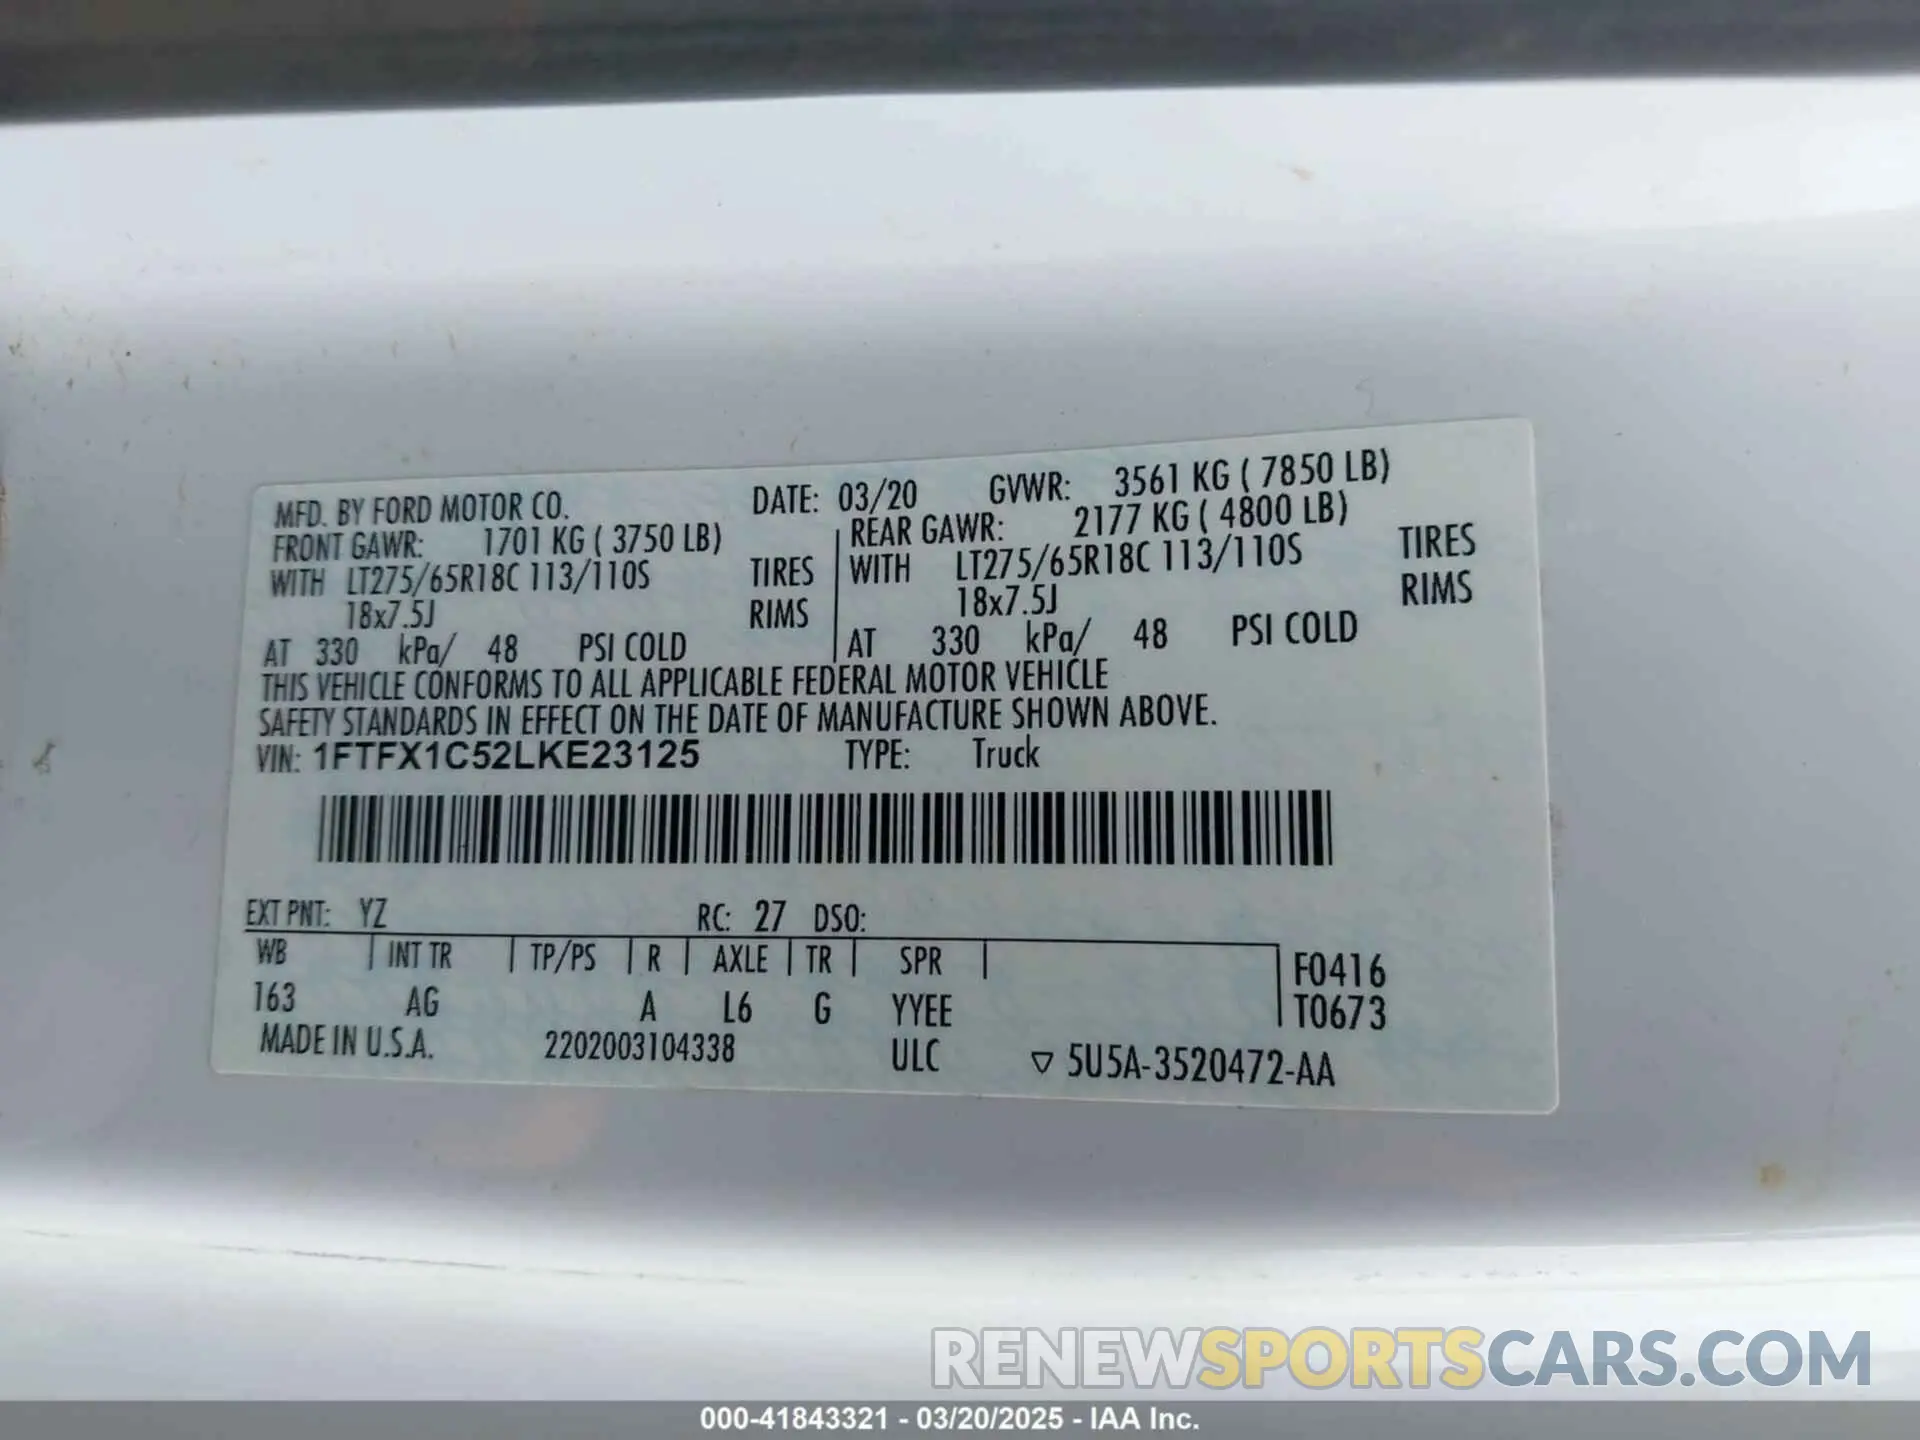 MFD. BY FORD MOTOR CO. DATE: 03/20 GVWR: 3561 KG ( 7850 LB)
FRONT GAWR: 1701 KG ( 3750 LB) REAR GAWR: 2177 KG ( 4800 LB)
WITH LT275/65R18C 113/110S TIRES WITH LT275/65R18C 113/110S TIRES
18x7.5J RIMS 18x7.5J RIMS
AT 330 kPa/ 48 PSI COLD AT 330 kPa/ 48 PSI COLD
THIS VEHICLE CONFORMS TO ALL APPLICABLE FEDERAL MOTOR VEHICLE
SAFETY STANDARDS IN EFFECT ON THE DATE OF MANUFACTURE SHOWN ABOVE.
VIN: 1FTFX1C52LKE23125 TYPE: Truck
EXT PNT: YZ RC: 27 DSO:
WB INT TR TP/PS R AXLE TR SPR F0416
163 AG A L6 G YYEE T0673
MADE IN U.S.A. 2202003104338 ULC ▽ 5U5A-3520472-AA
RENEWSPORTSCARS.COM
000-41843321 - 03/20/2025 - IAA Inc.